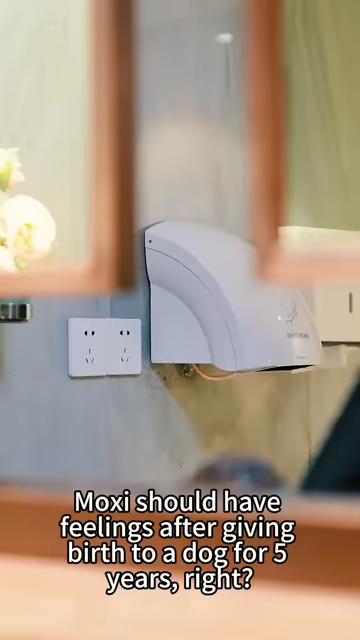 Moxi should have
feelings after giving
birth to a dog for 5
years, right?